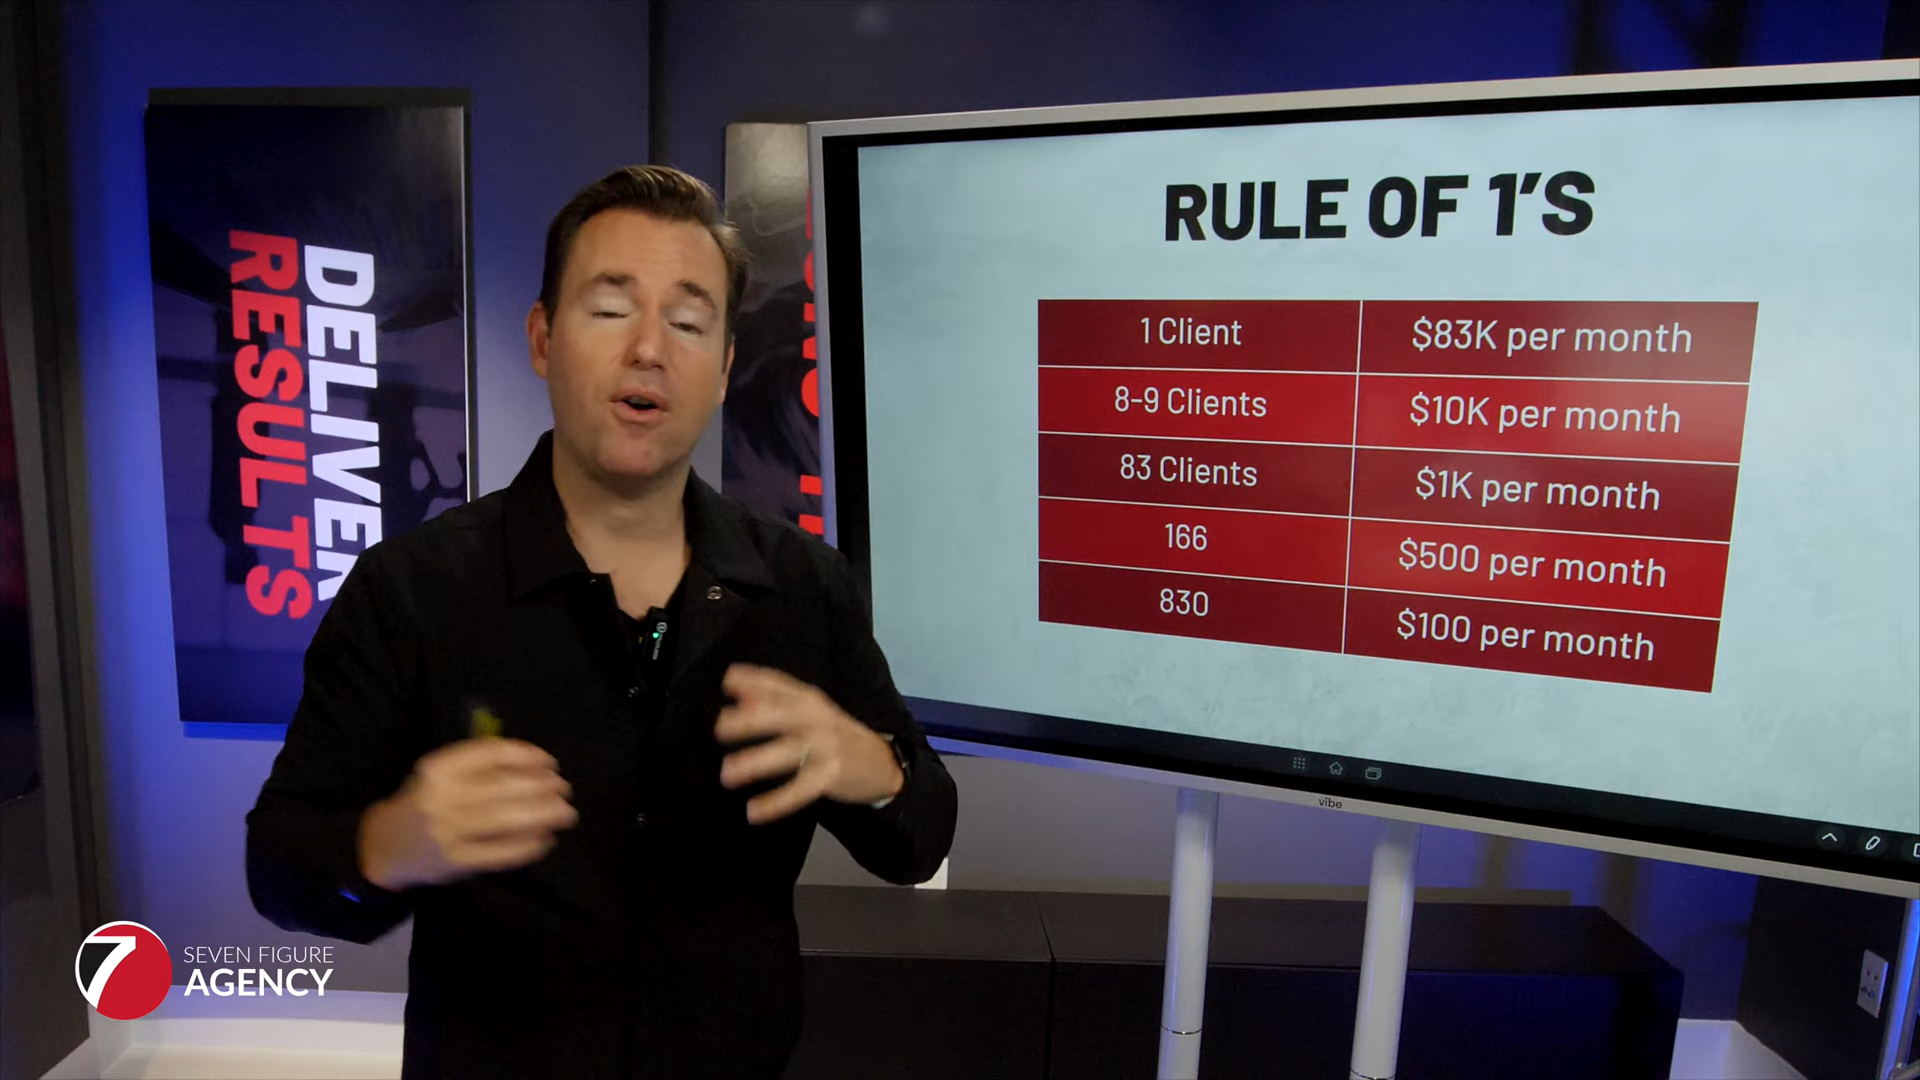 DELIVER
RESULTS
RULE OF 1'S
1 Client $83K per month
8-9 Clients $10K per month
83 Clients $1K per month
166 $500 per month
830 $100 per month
vibe
7
SEVEN FIGURE
AGENCY